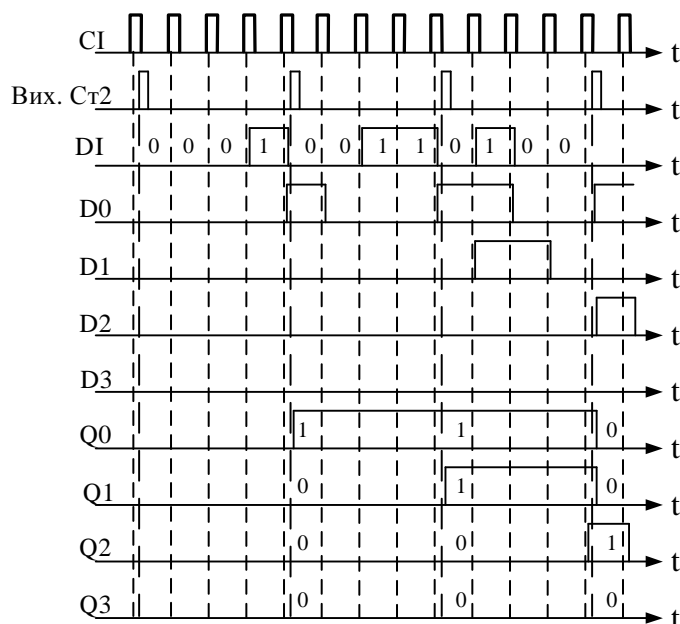 CI t
Вих. Ст2 t
DI 0 0 0 1 0 0 1 1 0 1 0 0 t
D0 t
D1 t
D2 t
D3 t
Q0 1 1 0 t
Q1 0 1 0 t
Q2 0 0 1 t
Q3 0 0 0 t